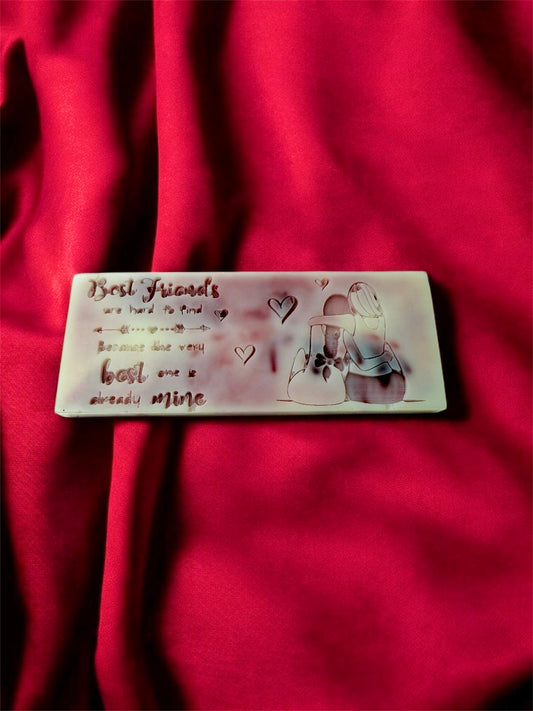 Best Friends
are hard to find
Because the very
best one is
already mine